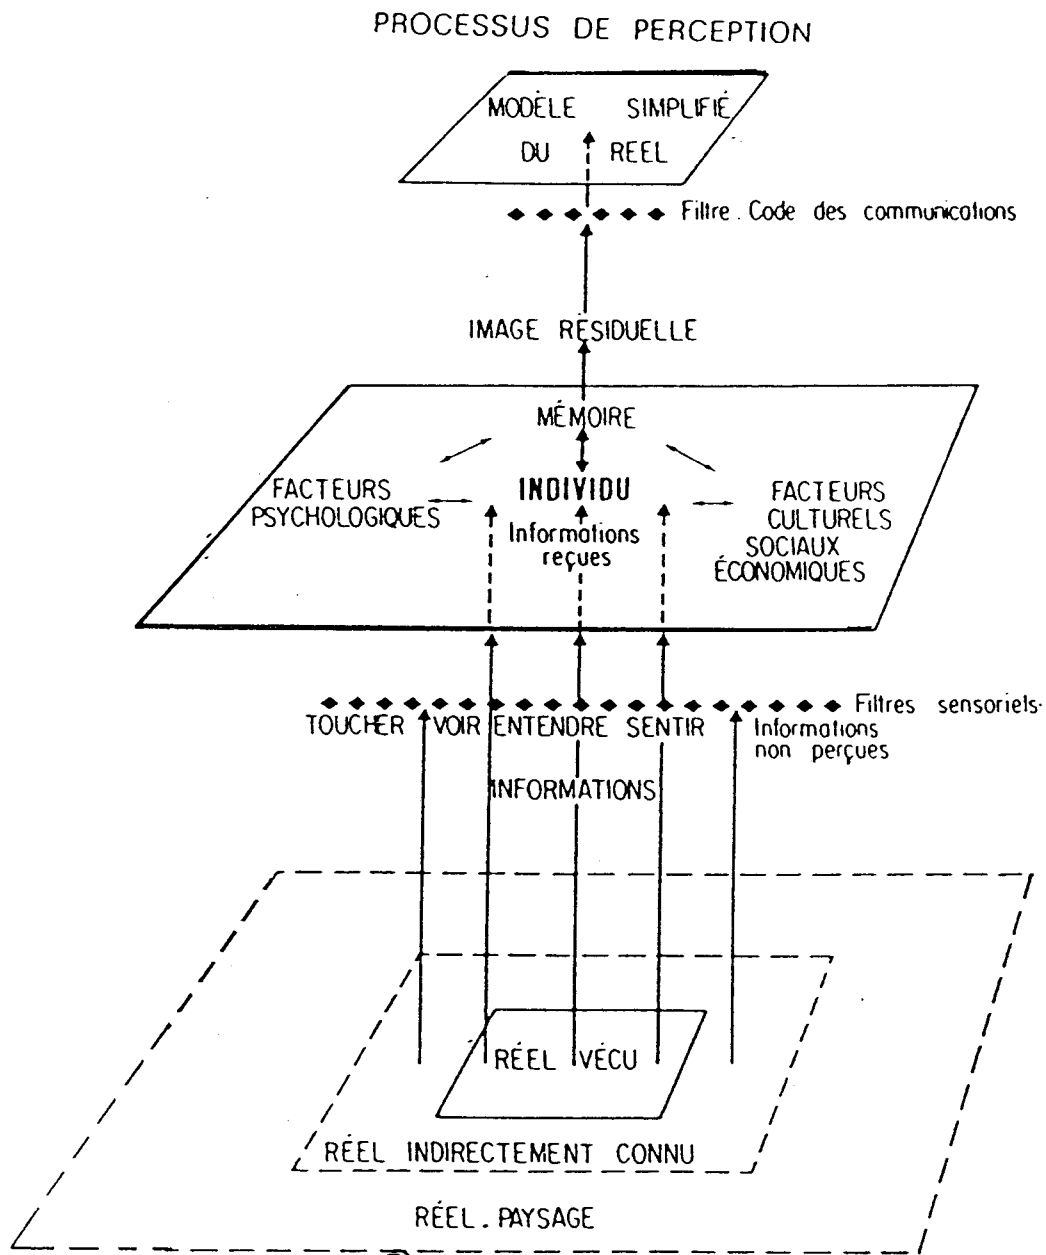 PROCESSUS DE PERCEPTION
MODÈLE SIMPLIFIÉ
DU REEL
Filtre. Code des communications
IMAGE RÉSIDUELLE
MÉMOIRE
INDIVIDU
FACTEURS
PSYCHOLOGIQUES
Informations
reçues
FACTEURS
CULTURELS
SOCIAUX
ÉCONOMIQUES
Filtres sensoriels.
TOUCHER VOIR ENTENDRE SENTIR
Informations
non perçues
INFORMATIONS
RÉEL VÉCU
RÉEL INDIRECTEMENT CONNU
RÉEL. PAYSAGE